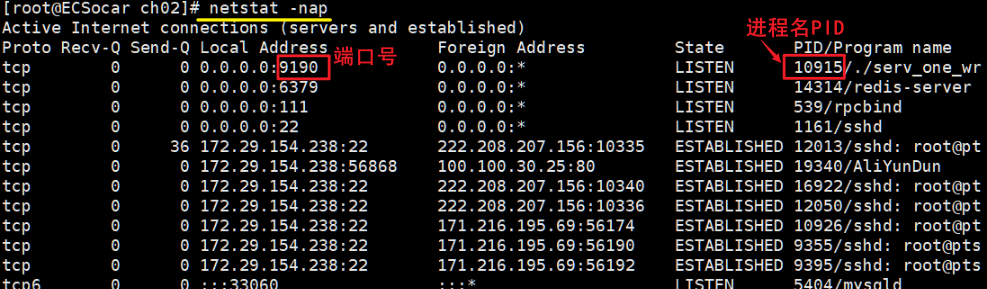 [root@ECSocar ch02]# netstat -nap
Active Internet connections (servers and established)
进程名PID
Proto Recv-Q Send-Q Local Address Foreign Address State PID/Program name
tcp 0 0 0.0.0.0:9190 端口号 0.0.0.0:* LISTEN 10915/./serv_one_wr
tcp 0 0 0.0.0.0:6379 0.0.0.0:* LISTEN 14314/redis-server
tcp 0 0 0.0.0.0:111 0.0.0.0:* LISTEN 539/rpcbind
tcp 0 0 0.0.0.0:22 0.0.0.0:* LISTEN 1161/sshd
tcp 0 36 172.29.154.238:22 222.208.207.156:10335 ESTABLISHED 12013/sshd: root@pt
tcp 0 0 172.29.154.238:56868 100.100.30.25:80 ESTABLISHED 19340/AliYunDun
tcp 0 0 172.29.154.238:22 222.208.207.156:10340 ESTABLISHED 16922/sshd: root@pt
tcp 0 0 172.29.154.238:22 222.208.207.156:10336 ESTABLISHED 12050/sshd: root@pt
tcp 0 0 172.29.154.238:22 171.216.195.69:56174 ESTABLISHED 10926/sshd: root@pt
tcp 0 0 172.29.154.238:22 171.216.195.69:56190 ESTABLISHED 9355/sshd: root@pts
tcp 0 0 172.29.154.238:22 171.216.195.69:56192 ESTABLISHED 9395/sshd: root@pts
tcp6 0 0 :::33060 :::* LISTEN 5404/mysqld